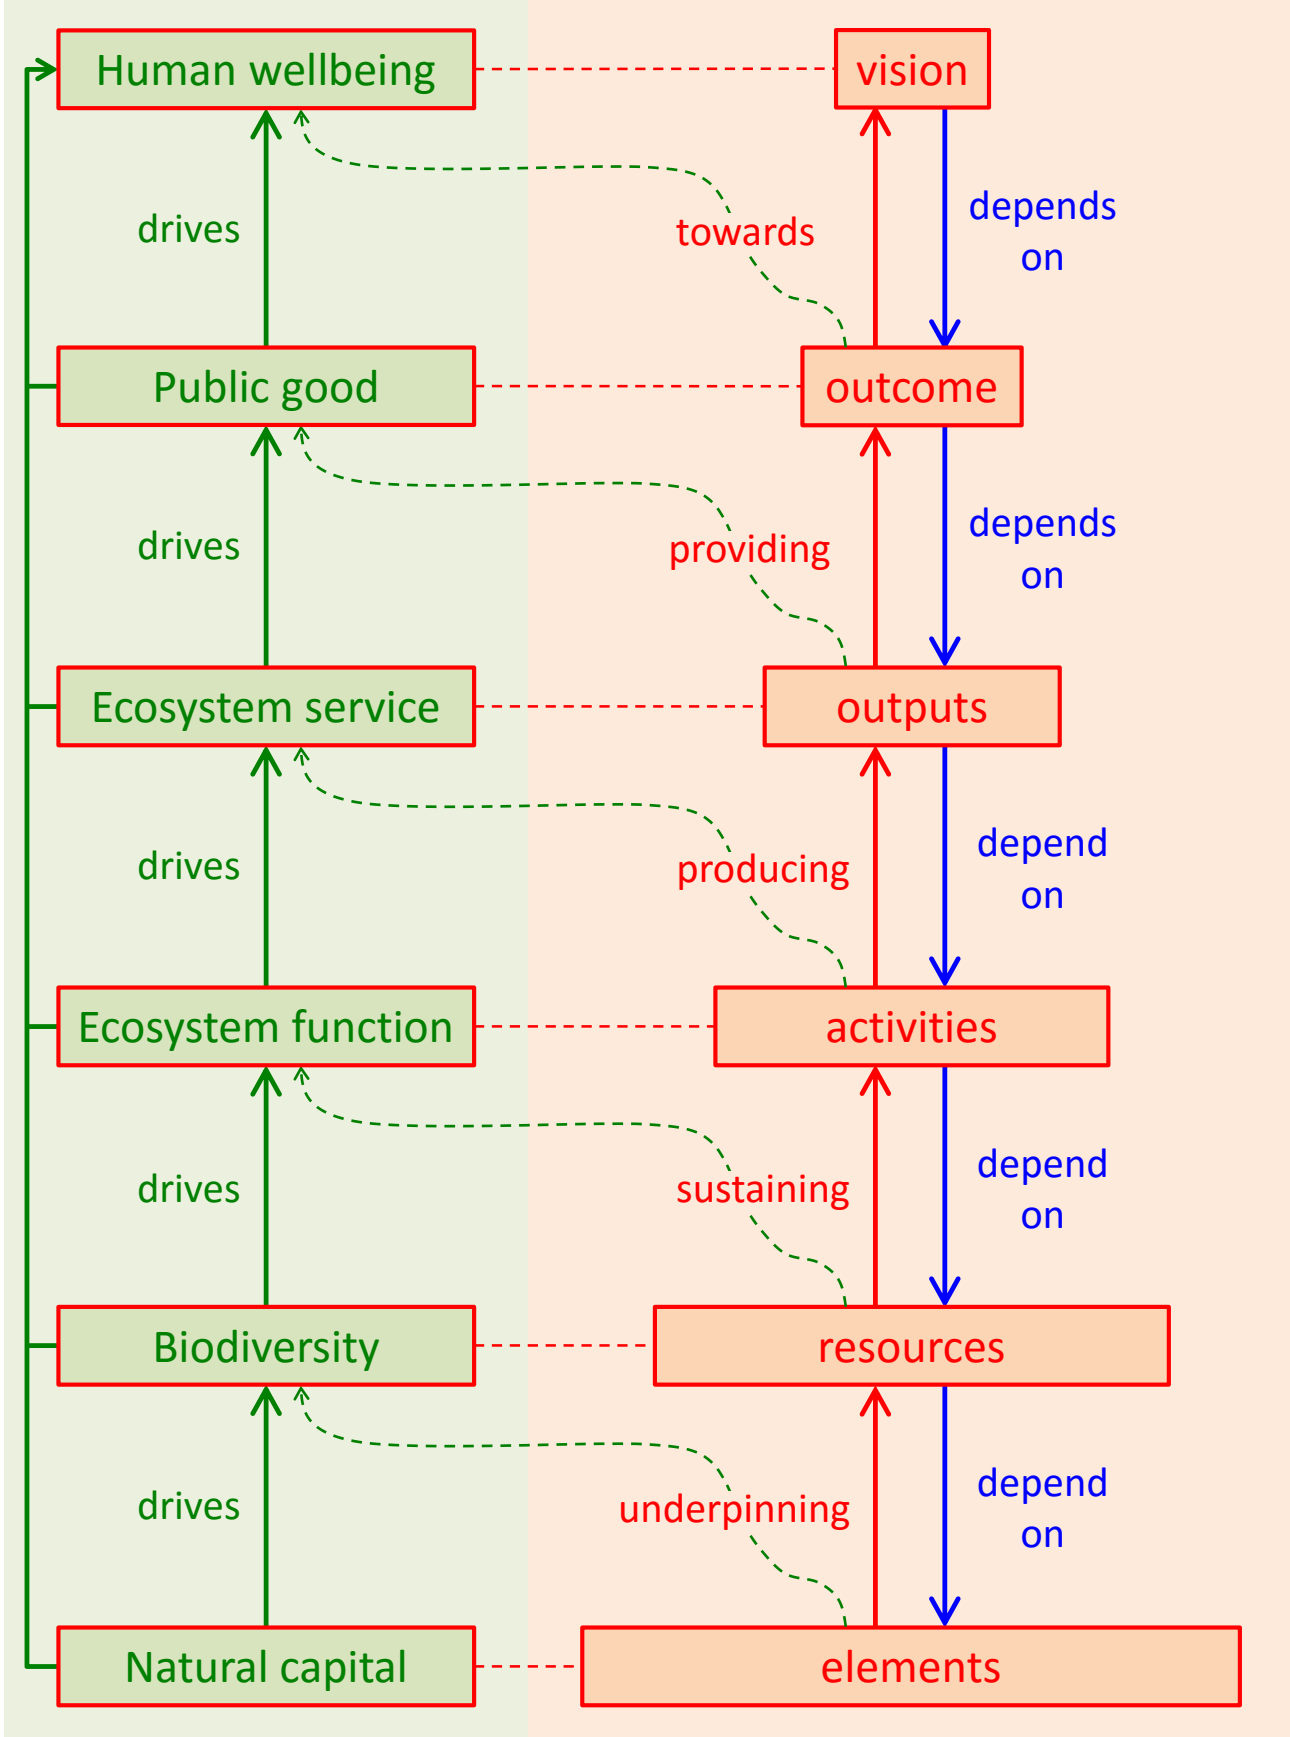 Human wellbeing
vision
drives
towards
depends
on
Public good
outcome
drives
providing
depends
on
Ecosystem service
outputs
drives
producing
depend
on
Ecosystem function
activities
drives
sustaining
depend
on
Biodiversity
resources
drives
underpinning
depend
on
Natural capital
elements